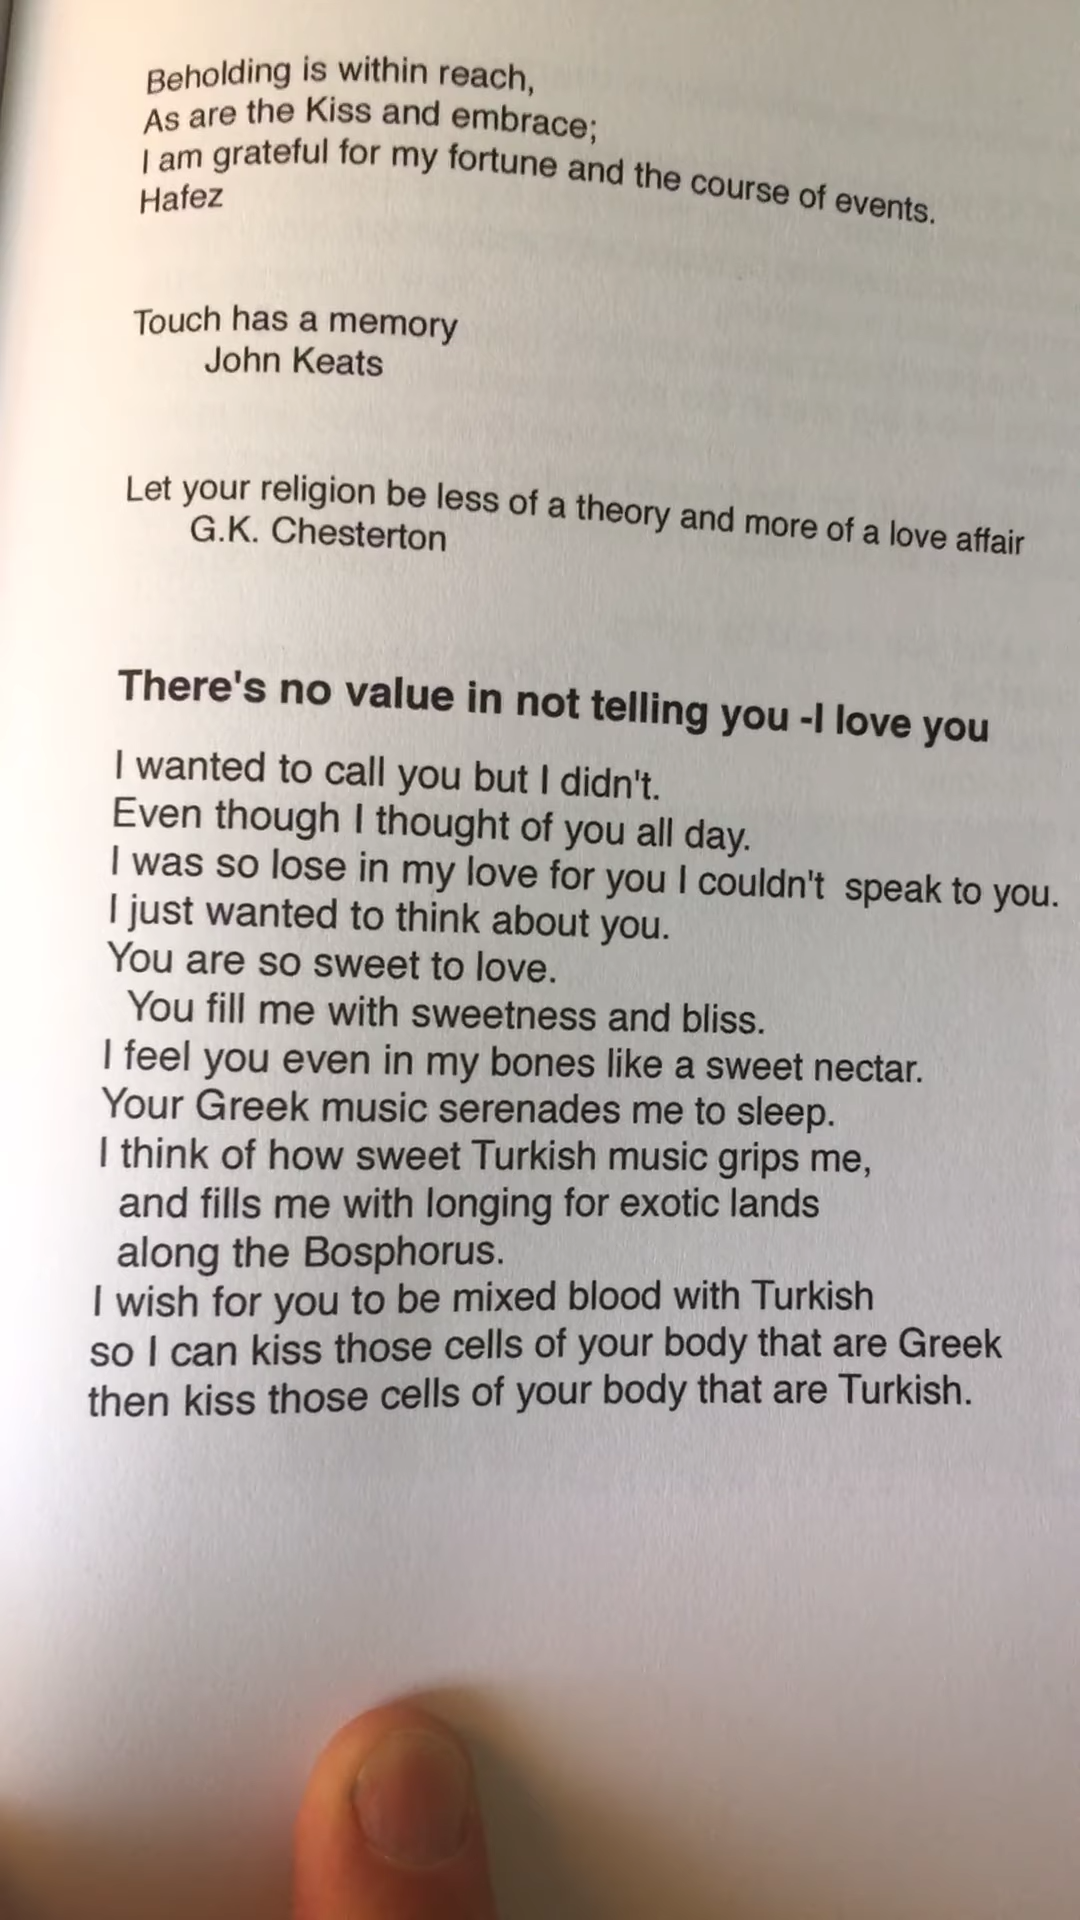 Beholding is within reach,
As are the Kiss and embrace;
I am grateful for my fortune and the course of events.
Hafez
Touch has a memory
John Keats
Let your religion be less of a theory and more of a love affair
G.K. Chesterton
There's no value in not telling you -I love you
I wanted to call you but I didn't.
Even though I thought of you all day.
I was so lose in my love for you I couldn't speak to you.
I just wanted to think about you.
You are so sweet to love.
You fill me with sweetness and bliss.
I feel you even in my bones like a sweet nectar.
Your Greek music serenades me to sleep.
I think of how sweet Turkish music grips me,
and fills me with longing for exotic lands
along the Bosphorus.
I wish for you to be mixed blood with Turkish
so I can kiss those cells of your body that are Greek
then kiss those cells of your body that are Turkish.